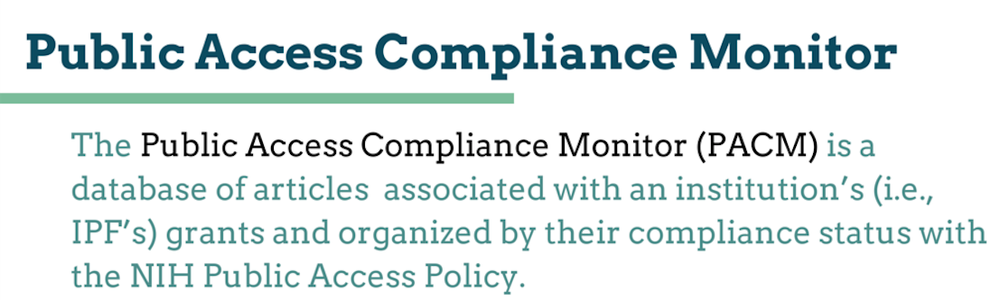 Public Access Compliance Monitor
The Public Access Compliance Monitor (PACM) is a
database of articles  associated with an institution’s (i.e.,
IPF’s) grants and organized by their compliance status with
the NIH Public Access Policy.